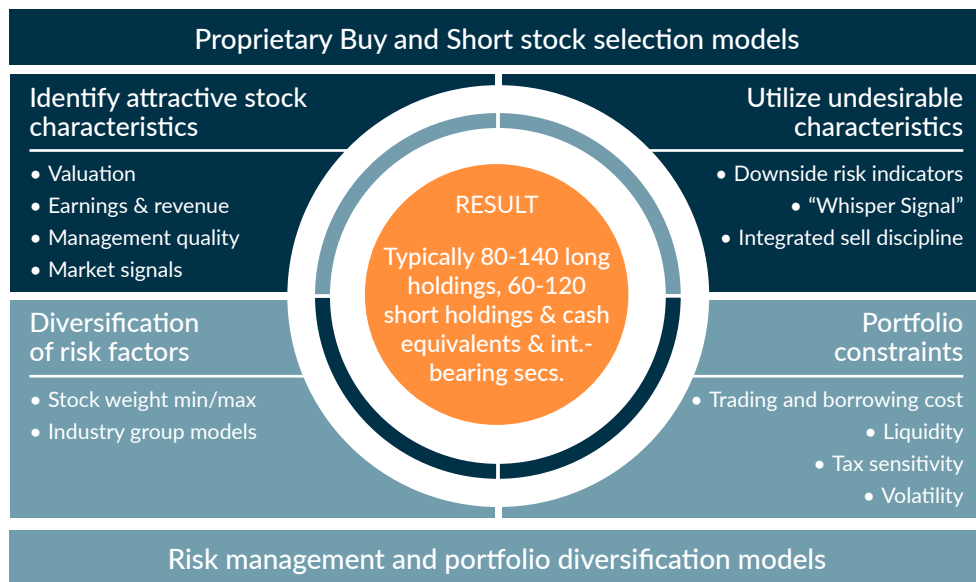 Proprietary Buy and Short stock selection models
Identify attractive stock
characteristics
• Valuation
• Earnings & revenue
• Management quality
• Market signals
Utilize undesirable
characteristics
• Downside risk indicators
• “Whisper Signal”
• Integrated sell discipline
RESULT
Typically 80-140 long
holdings, 60-120
short holdings & cash
equivalents & int.-
bearing secs.
Diversification
of risk factors
• Stock weight min/max
• Industry group models
Portfolio
constraints
• Trading and borrowing cost
• Liquidity
• Tax sensitivity
• Volatility
Risk management and portfolio diversification models